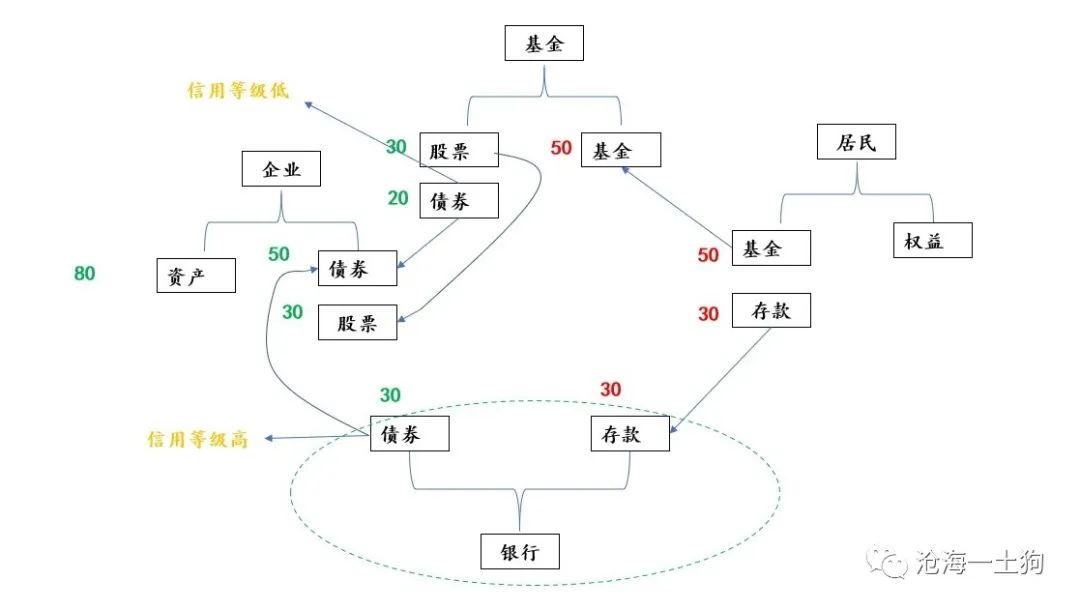 基金
信用等级低
30
股票
50
基金
居民
企业
20
债券
基金
权益
50
50
债券
80
资产
30
股票
30
存款
30
30
债券
存款
信用等级高
银行
沧海一土狗